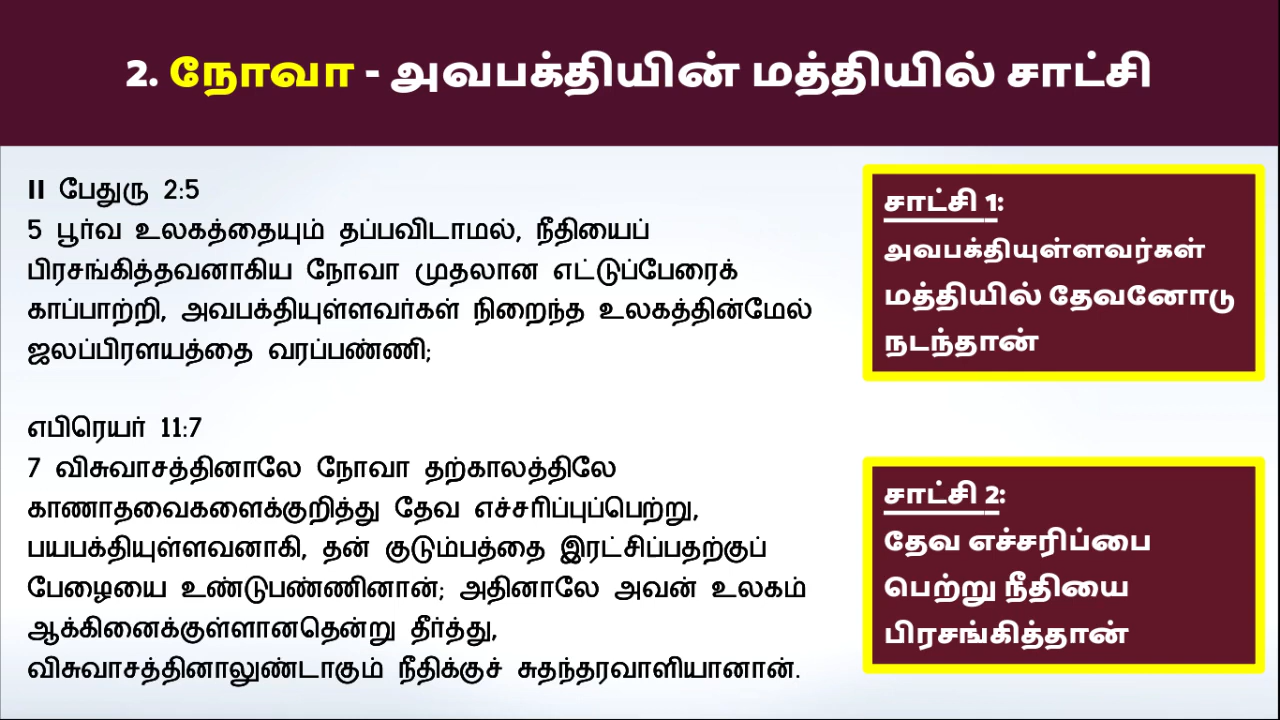 2. நோவா - அவபக்தியின் மத்தியில் சாட்சி
II பேதுரு 2:5
5 பூர்வ உலகத்தையும் தப்பவிடாமல், நீதியைப்
பிரசங்கித்தவனாகிய நோவா முதலான எட்டுப்பேரைக்
காப்பாற்றி, அவபக்தியுள்ளவர்கள் நிறைந்த உலகத்தின்மேல்
ஜலப்பிரளயத்தை வரப்பண்ணி;
எபிரெயர் 11:7
7 விசுவாசத்தினாலே நோவா தற்காலத்திலே
காணாதவைகளைக்குறித்து தேவ எச்சரிப்புப்பெற்று,
பயபக்தியுள்ளவனாகி, தன் குடும்பத்தை இரட்சிப்பதற்குப்
பேழையை உண்டுபண்ணினான்; அதினாலே அவன் உலகம்
ஆக்கினைக்குள்ளானதென்று தீர்த்து,
விசுவாசத்தினாலுண்டாகும் நீதிக்குச் சுதந்தரவாளியானான்.
சாட்சி 1:
அவபக்தியுள்ளவர்கள்
மத்தியில் தேவனோடு
நடந்தான்
சாட்சி 2:
தேவ எச்சரிப்பை
பெற்று நீதியை
பிரசங்கித்தான்